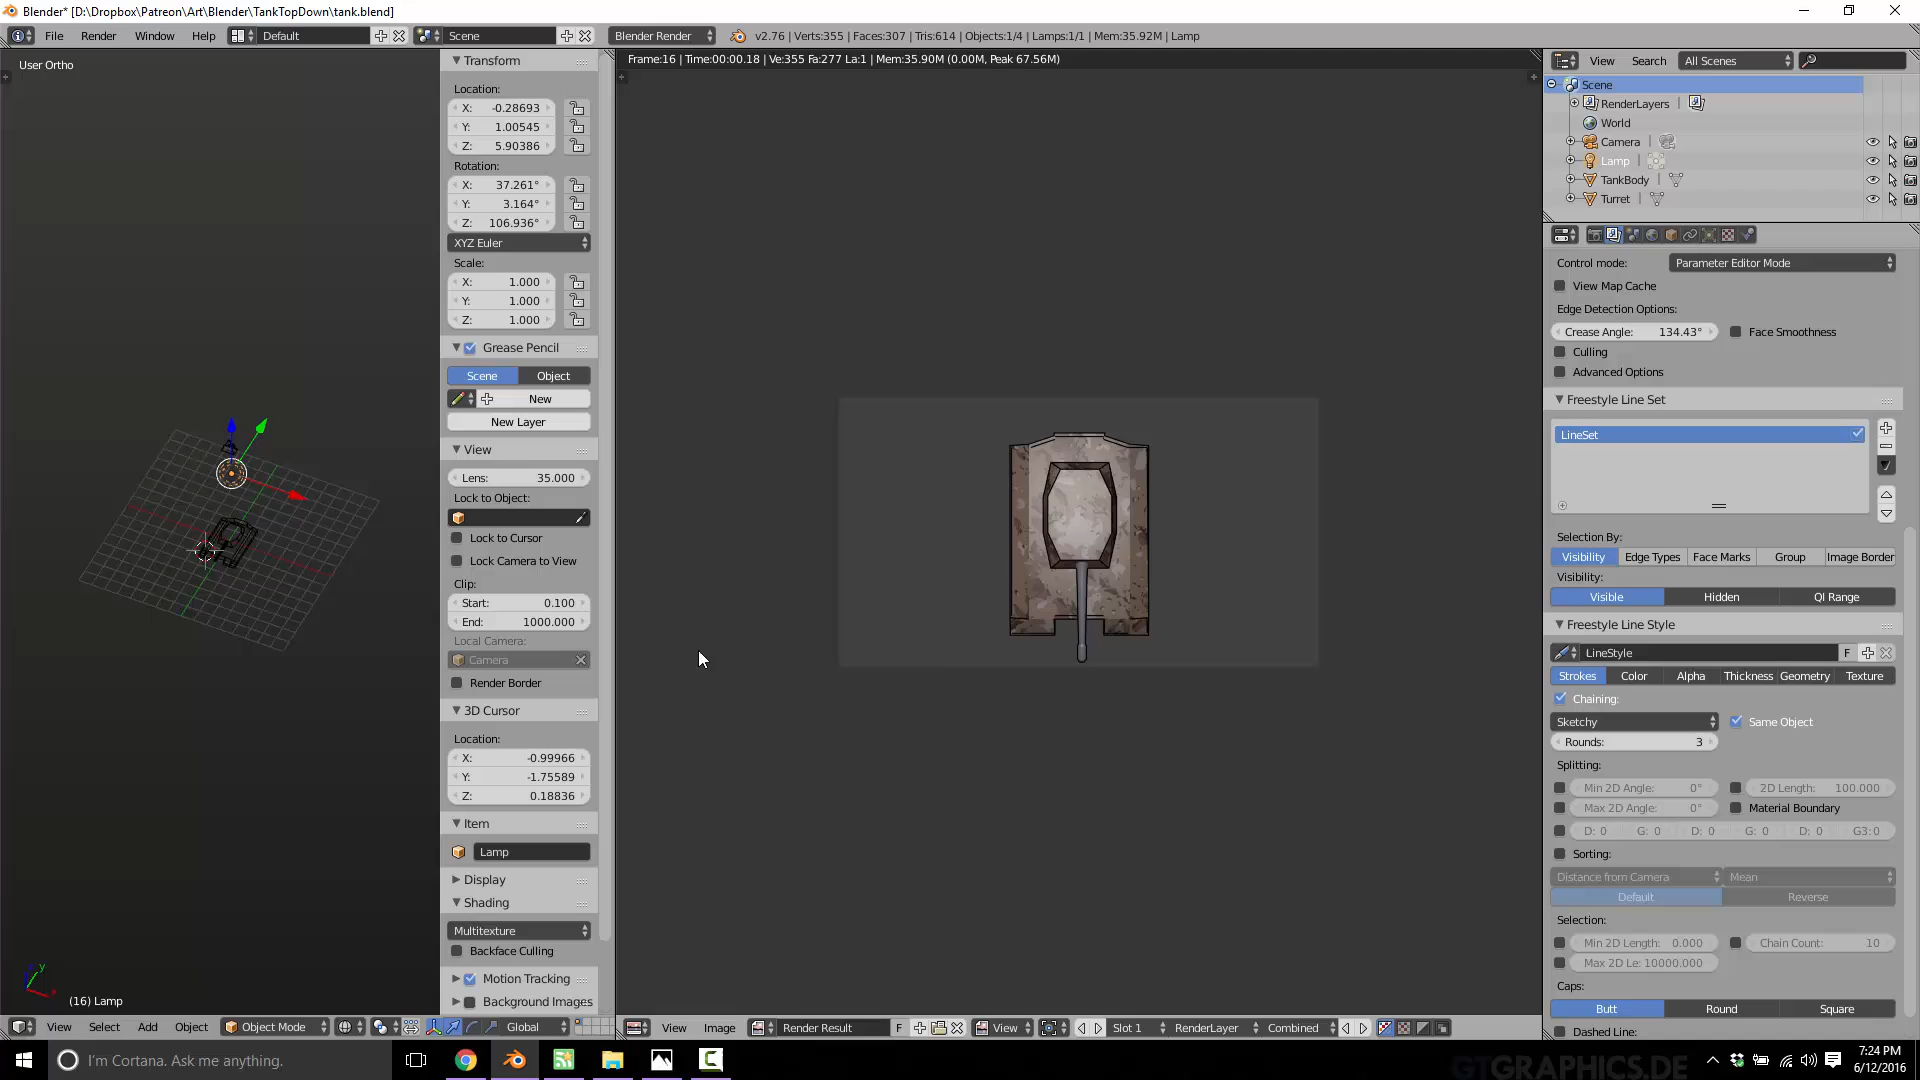 Blender* [D:\Dropbox\Patreon\Art\Blender\TankTopDown\tank.blend]
File Render Window Help Default Scene Blender Render v2.76 | Verts:355 | Faces:307 | Tris:614 | Objects:1/4 | Lamps:1/1 | Mem:35.92M | Lamp
User Ortho
Transform
Location:
X: -0.28693
Y: 1.00545
Z: 5.90386
Rotation:
X: 37.261°
Y: 3.164°
Z: 106.936°
XYZ Euler
Scale:
X: 1.000
Y: 1.000
Z: 1.000
Grease Pencil
Scene Object
New
New Layer
View
Lens: 35.000
Lock to Object:
Lock to Cursor
Lock Camera to View
Clip:
Start: 0.100
End: 1000.000
Local Camera:
Camera
Render Border
3D Cursor
Location:
X: -0.99966
Y: -1.75589
Z: 0.18836
Item
Lamp
Display
Shading
Multitexture
Backface Culling
Motion Tracking
Background Images
(16) Lamp
View Select Add Object Object Mode Global
Frame:16 | Time:00:00.18 | Ve:355 Fa:277 La:1 | Mem:35.90M (0.00M, Peak 67.56M)
View Image Render Result F View Slot 1 RenderLayer Combined
View Search All Scenes
Scene
RenderLayers
World
Camera
Lamp
TankBody
Turret
Control mode: Parameter Editor Mode
View Map Cache
Edge Detection Options:
Crease Angle: 134.43° Face Smoothness
Culling
Advanced Options
Freestyle Line Set
LineSet
Selection By:
Visibility Edge Types Face Marks Group Image Border
Visibility:
Visible Hidden QI Range
Freestyle Line Style
LineStyle F
Strokes Color Alpha Thickness Geometry Texture
Chaining:
Sketchy Same Object
Rounds: 3
Splitting:
Min 2D Angle: 0° 2D Length: 100.000
Max 2D Angle: 0° Material Boundary
D: 0 G: 0 D: 0 G: 0 D: 0 G3:0
Sorting:
Distance from Camera Mean
Default Reverse
Selection:
Min 2D Length: 0.000 Chain Count: 10
Max 2D Le: 10000.000
Caps:
Butt Round Square
Dashed Line:
I'm Cortana. Ask me anything.
GTGRAPHICS.DE
7:24 PM
6/12/2016